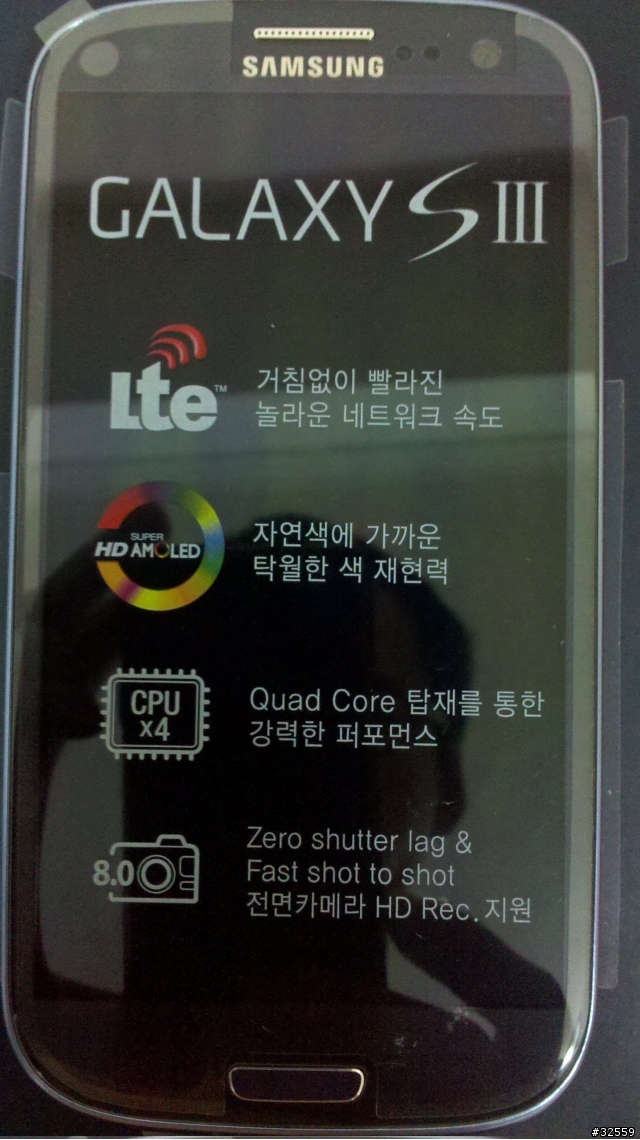 SAMSUNG
GALAXY S III
Lte™
거침없이 빨라진
놀라운 네트워크 속도
SUPER
HD AMOLED
자연색에 가까운
탁월한 색 재현력
CPU
x4
Quad Core 탑재를 통한
강력한 퍼포먼스
8.0
Zero shutter lag &
Fast shot to shot
전면카메라 HD Rec. 지원
#32559